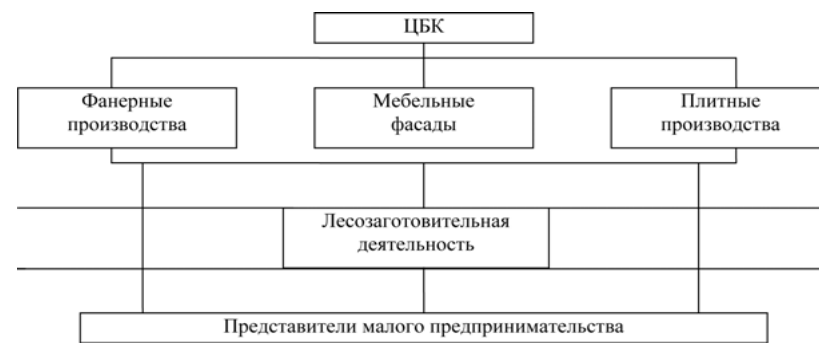 ЦБК
Фанерные
производства
Мебельные
фасады
Плитные
производства
Лесозаготовительная
деятельность
Представители малого предпринимательства